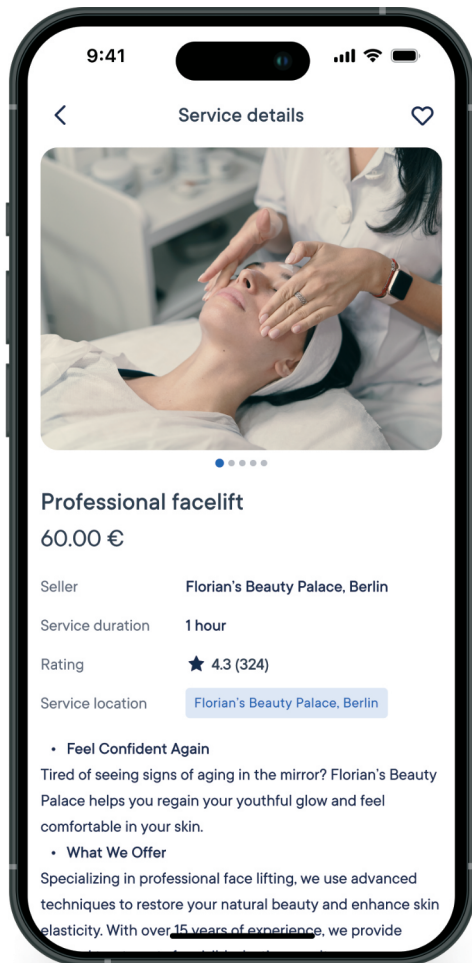 9:41
Service details
Professional facelift
60.00 €
Seller Florian's Beauty Palace, Berlin
Service duration 1 hour
Rating ★ 4.3 (324)
Service location Florian's Beauty Palace, Berlin
• Feel Confident Again
Tired of seeing signs of aging in the mirror? Florian's Beauty
Palace helps you regain your youthful glow and feel
comfortable in your skin.
• What We Offer
Specializing in professional face lifting, we use advanced
techniques to restore your natural beauty and enhance skin
elasticity. With over 15 years of experience, we provide